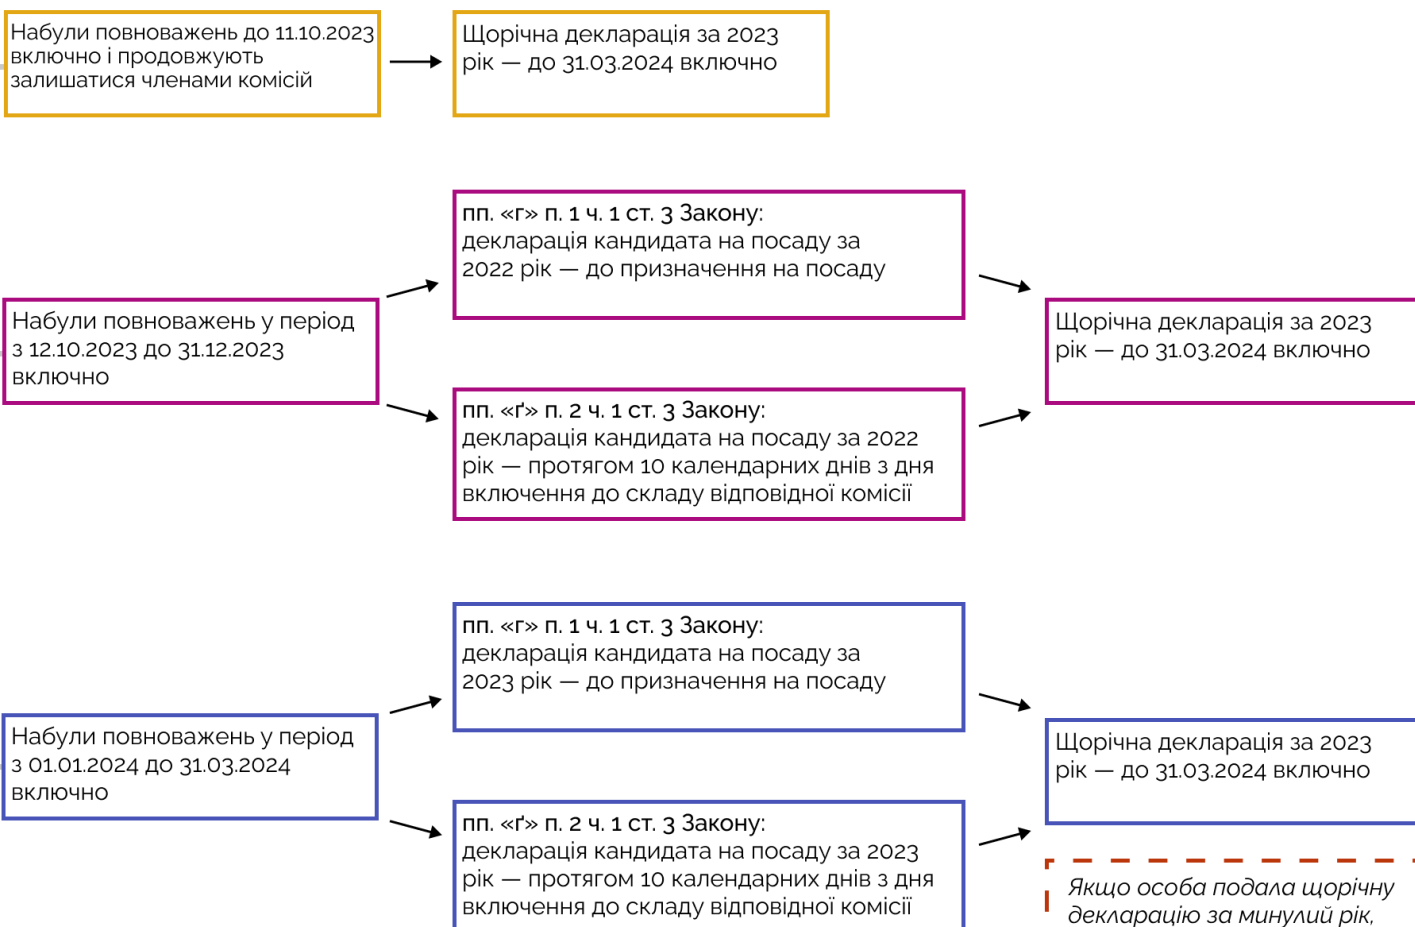 Набули повноважень до 11.10.2023
включно і продовжують
залишатися членами комісій
Щорічна декларація за 2023
рік — до 31.03.2024 включно
Набули повноважень у період
з 12.10.2023 до 31.12.2023
включно
пп. «г» п. 1 ч. 1 ст. 3 Закону:
декларація кандидата на посаду за
2022 рік — до призначення на посаду
пп. «ґ» п. 2 ч. 1 ст. 3 Закону:
декларація кандидата на посаду за 2022
рік — протягом 10 календарних днів з дня
включення до складу відповідної комісії
Щорічна декларація за 2023
рік — до 31.03.2024 включно
Набули повноважень у період
з 01.01.2024 до 31.03.2024
включно
пп. «г» п. 1 ч. 1 ст. 3 Закону:
декларація кандидата на посаду за
2023 рік — до призначення на посаду
пп. «ґ» п. 2 ч. 1 ст. 3 Закону:
декларація кандидата на посаду за 2023
рік — протягом 10 календарних днів з дня
включення до складу відповідної комісії
Щорічна декларація за 2023
рік — до 31.03.2024 включно
Якщо особа подала щорічну
декларацію за минулий рік,